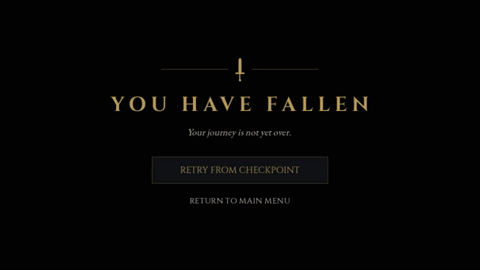 YOU HAVE FALLEN
Your journey is not yet over.
RETRY FROM CHECKPOINT
RETURN TO MAIN MENU